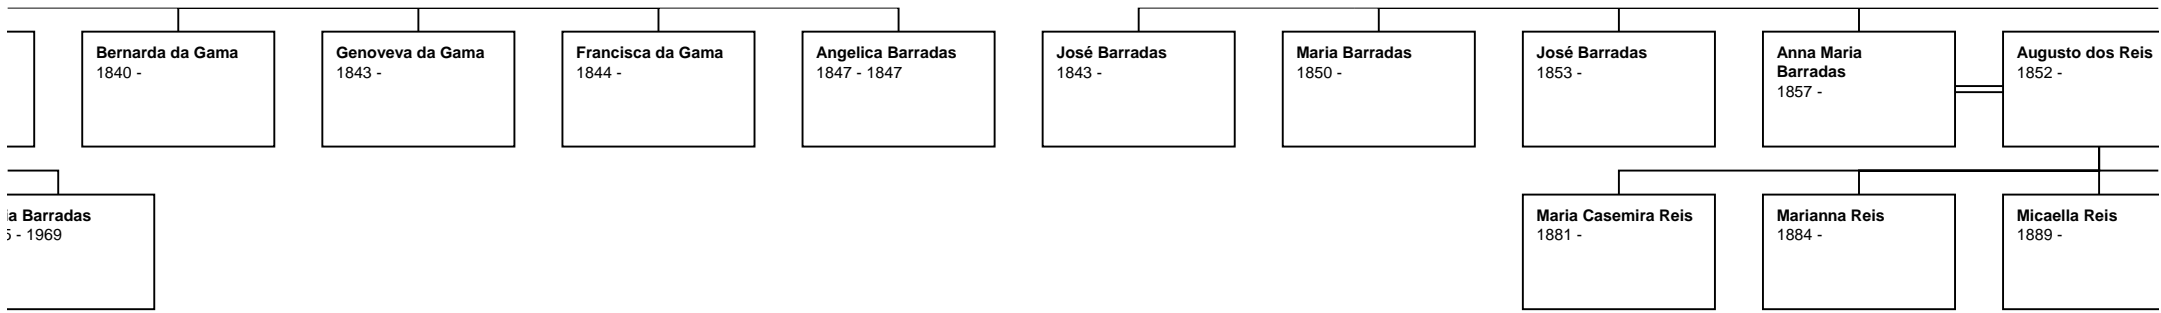 Bernarda da Gama
1840 -
Genoveva da Gama
1843 -
Francisca da Gama
1844 -
Angelica Barradas
1847 - 1847
José Barradas
1843 -
Maria Barradas
1850 -
José Barradas
1853 -
Anna Maria
Barradas
1857 -
Augusto dos Reis
1852 -
Barradas
- 1969
Maria Casemira Reis
1881 -
Marianna Reis
1884 -
Micaella Reis
1889 -